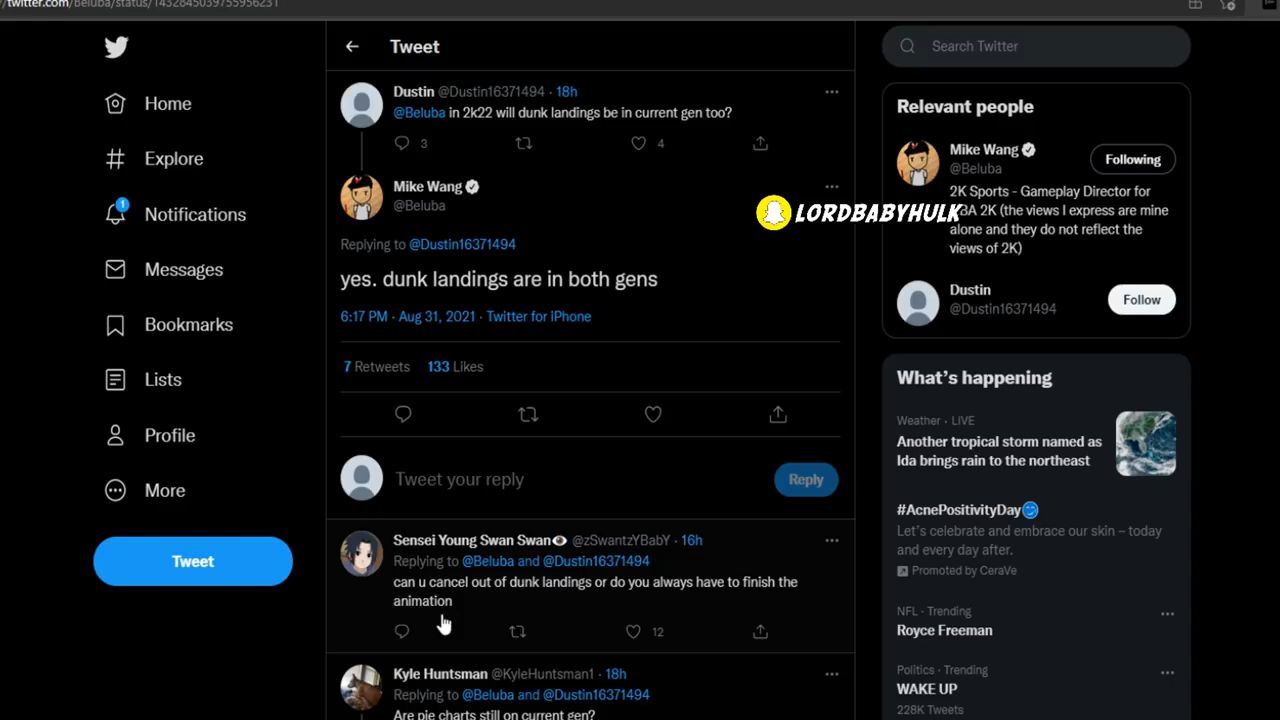 /twitter.com/beluba/status/1432845039755956231
Home
Explore
1
Notifications
Messages
Bookmarks
Lists
Profile
More
Tweet
Tweet
Dustin @Dustin16371494 · 18h
@Beluba in 2k22 will dunk landings be in current gen too?
3
4
Mike Wang
@Beluba
Replying to @Dustin16371494
yes. dunk landings are in both gens
6:17 PM · Aug 31, 2021 · Twitter for iPhone
7 Retweets 133 Likes
Tweet your reply
Reply
Sensei Young Swan Swan @zSwantzYBabY · 16h
Replying to @Beluba and @Dustin16371494
can u cancel out of dunk landings or do you always have to finish the
animation
12
Kyle Huntsman @KyleHuntsman1 · 18h
Replying to @Beluba and @Dustin16371494
Are pie charts still on current gen?
LORDBABYHULK
Search Twitter
Relevant people
Mike Wang
@Beluba
Following
2K Sports - Gameplay Director for
BA 2K (the views I express are mine
alone and they do not reflect the
views of 2K)
Dustin
@Dustin16371494
Follow
What's happening
Weather · LIVE
Another tropical storm named as
Ida brings rain to the northeast
#AcnePositivityDay
Let's celebrate and embrace our skin – today
and every day after.
Promoted by CeraVe
NFL · Trending
Royce Freeman
Politics · Trending
WAKE UP
228K Tweets